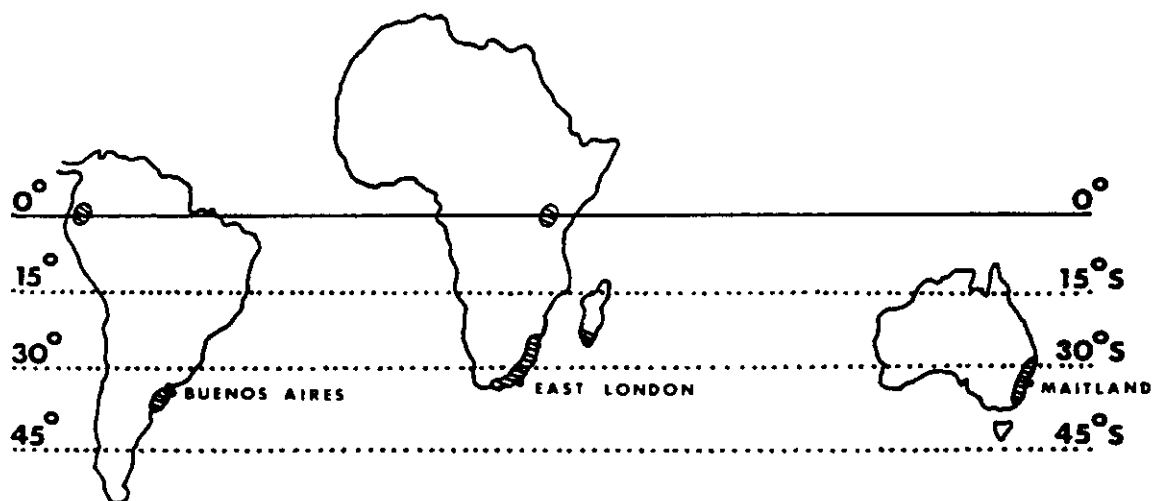 0° 0°
15° 15°S
30° 30°S
BUENOS AIRES EAST LONDON MAITLAND
45° 45°S